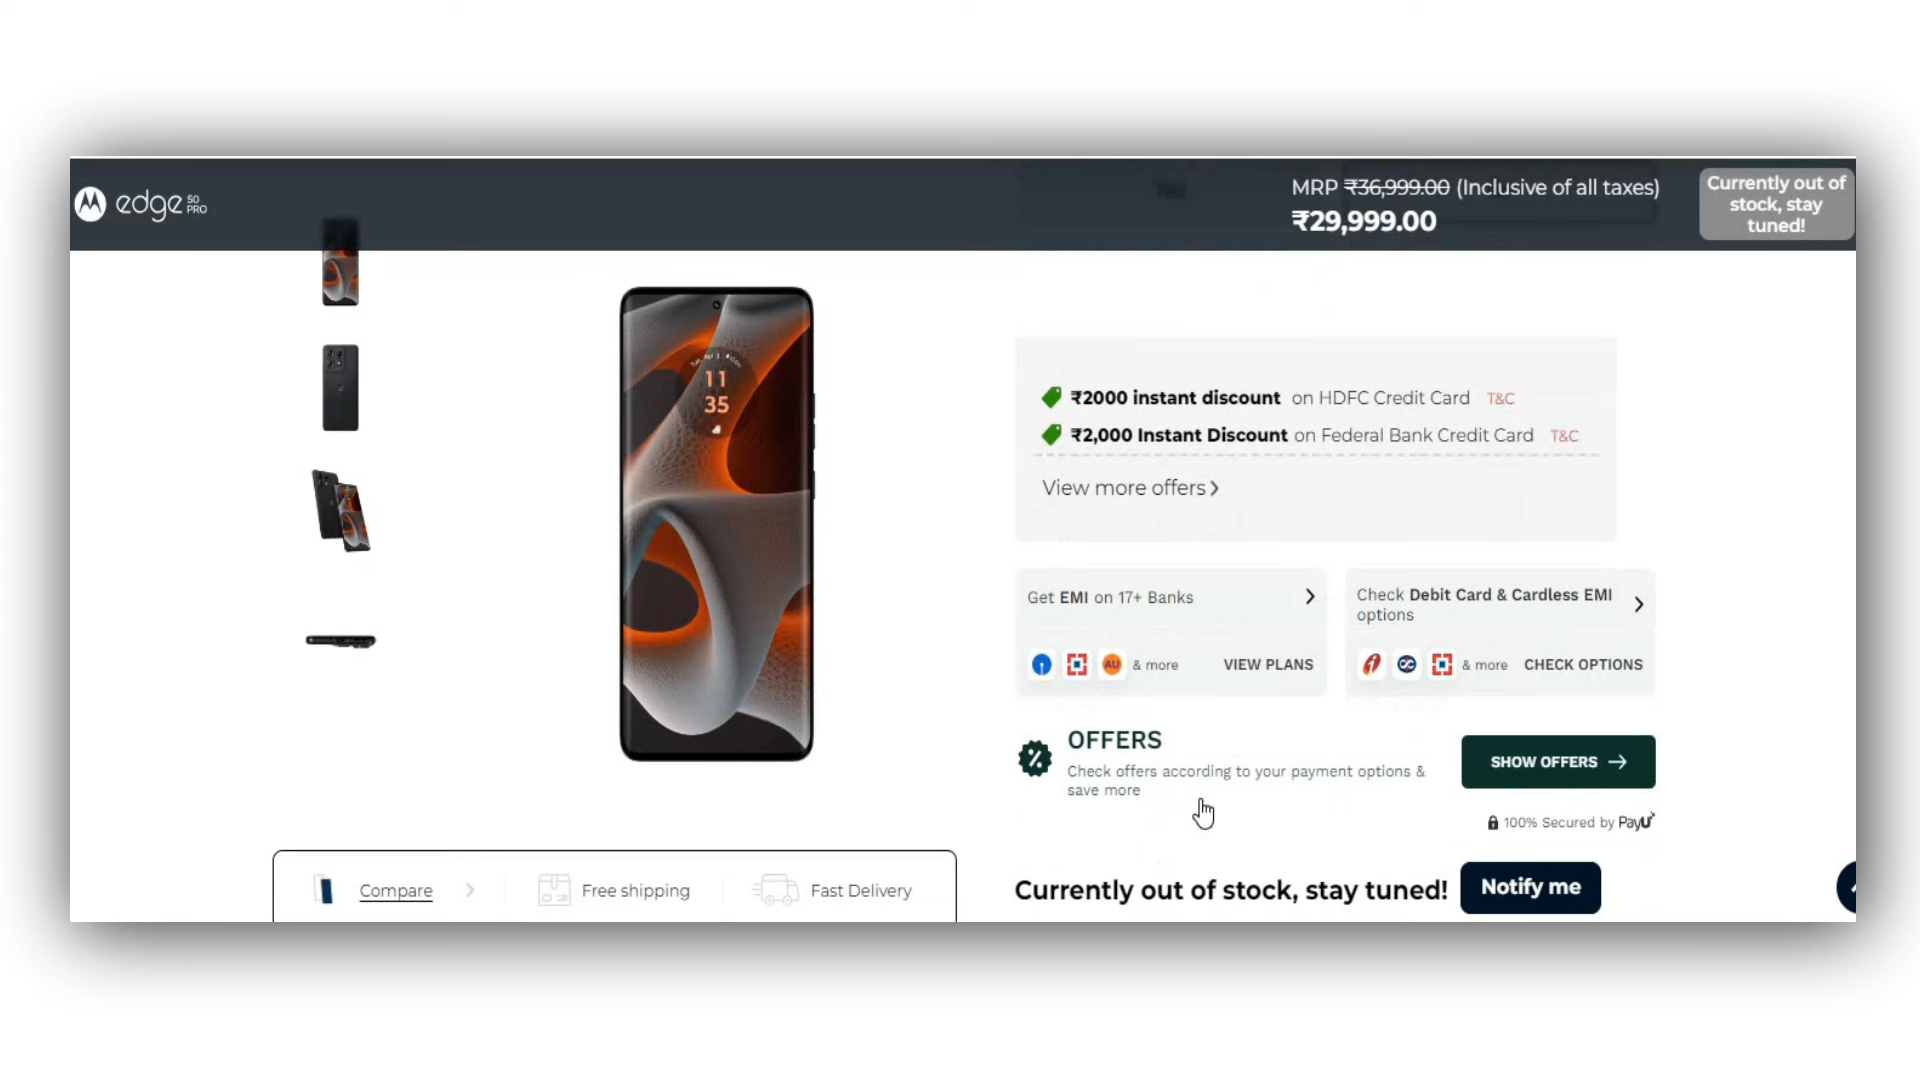 edge 50 PRO
MRP ₹36,999.00 (Inclusive of all taxes)
₹29,999.00
Currently out of
stock, stay
tuned!
11
35
₹2000 instant discount on HDFC Credit Card T&C
₹2,000 Instant Discount on Federal Bank Credit Card T&C
View more offers
Get EMI on 17+ Banks
& more VIEW PLANS
Check Debit Card & Cardless EMI
options
& more CHECK OPTIONS
OFFERS
Check offers according to your payment options &
save more
SHOW OFFERS
100% Secured by PayU
Compare
Free shipping
Fast Delivery
Currently out of stock, stay tuned!
Notify me